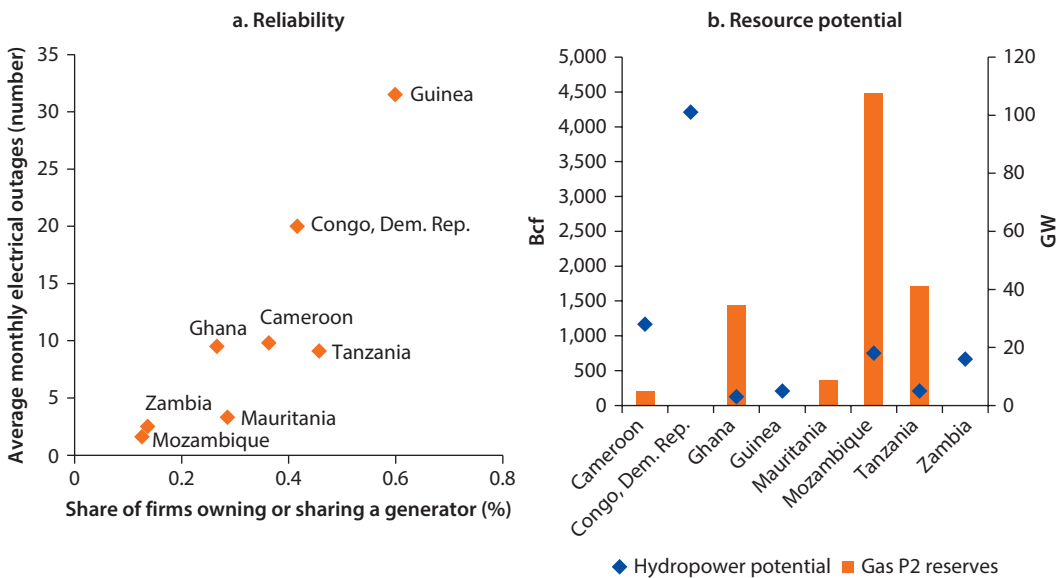 a. Reliability
Average monthly electrical outages (number)
35
30
25
20
15
10
5
0
0
0.2
0.4
0.6
0.8
Guinea
Congo, Dem. Rep.
Ghana
Cameroon
Tanzania
Zambia
Mauritania
Mozambique
Share of firms owning or sharing a generator (%)
b. Resource potential
Bcf
5,000
4,500
4,000
3,500
3,000
2,500
2,000
1,500
1,000
500
0
GW
120
100
80
60
40
20
0
Cameroon
Congo, Dem. Rep.
Ghana
Guinea
Mauritania
Mozambique
Tanzania
Zambia
Hydropower potential
Gas P2 reserves